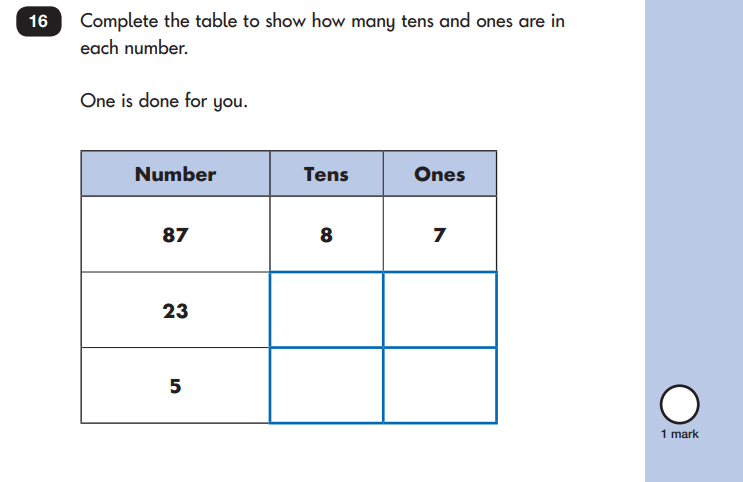 16 Complete the table to show how many tens and ones are in
each number.
One is done for you.
Number Tens Ones
87 8 7
23
5
1 mark